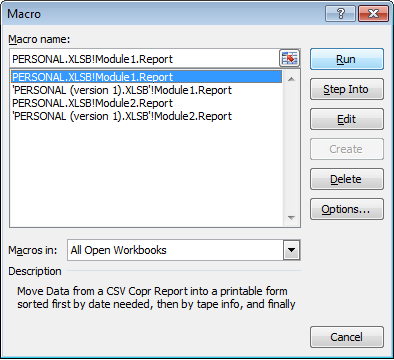 Macro
Macro name:
PERSONAL.XLSB!Module1.Report
Run
PERSONAL.XLSB!Module1.Report
'PERSONAL (version 1).XLSB'!Module1.Report
PERSONAL.XLSB!Module2.Report
'PERSONAL (version 1).XLSB'!Module2.Report
Step Into
Edit
Create
Delete
Options...
Macros in: All Open Workbooks
Description
Move Data from a CSV Copr Report into a printable form
sorted first by date needed, then by tape info, and finally
Cancel